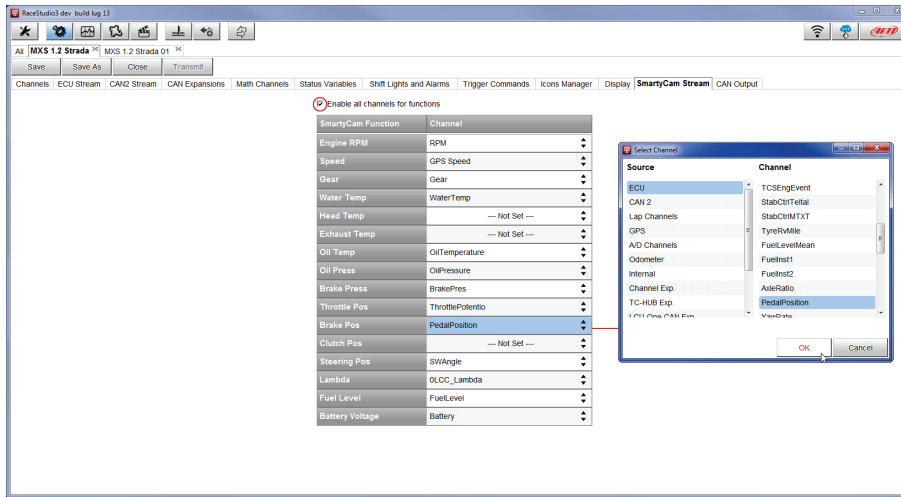 RaceStudio3 dev build lug 13
AiM
All MXS 1.2 Strada MXS 1.2 Strada 01
Save Save As Close Transmit
Channels ECU Stream CAN2 Stream CAN Expansions Math Channels Status Variables Shift Lights and Alarms Trigger Commands Icons Manager Display SmartyCam Stream CAN Output
Enable all channels for functions
SmartyCam Function Channel
Engine RPM RPM
Speed GPS Speed
Gear Gear
Water Temp WaterTemp
Head Temp --- Not Set ---
Exhaust Temp --- Not Set ---
Oil Temp OilTemperature
Oil Press OilPressure
Brake Press BrakePres
Throttle Pos ThrottlePotentio
Brake Pos PedalPosition
Clutch Pos --- Not Set ---
Steering Pos SWAngle
Lambda 0LCC_Lambda
Fuel Level FuelLevel
Battery Voltage Battery
Select Channel
Source Channel
ECU TCSEngEvent
CAN 2 StabCtrlTeltal
Lap Channels StabCtrlMTXT
GPS TyreRvMile
A/D Channels FuelLevelMean
Odometer FuelInst1
Internal FuelInst2
Channel Exp. AxleRatio
TC-HUB Exp. PedalPosition
LCU One CAN Exp YawRate
OK Cancel